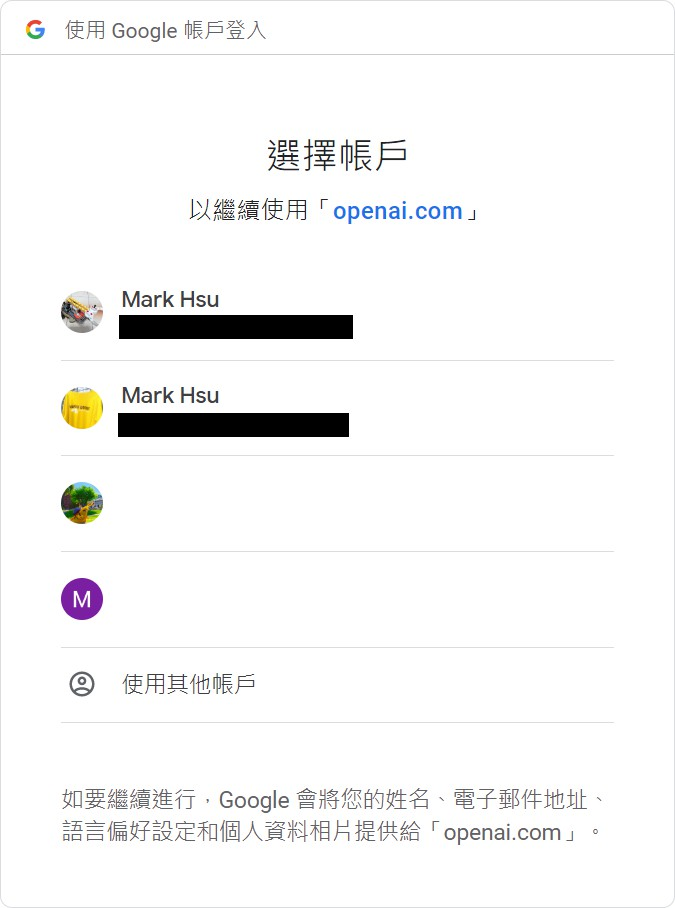 使用 Google 帳戶登入
選擇帳戶
以繼續使用「openai.com」
Mark Hsu
Mark Hsu
M
使用其他帳戶
如要繼續進行，Google 會將您的姓名、電子郵件地址、
語言偏好設定和個人資料相片提供給「openai.com」。